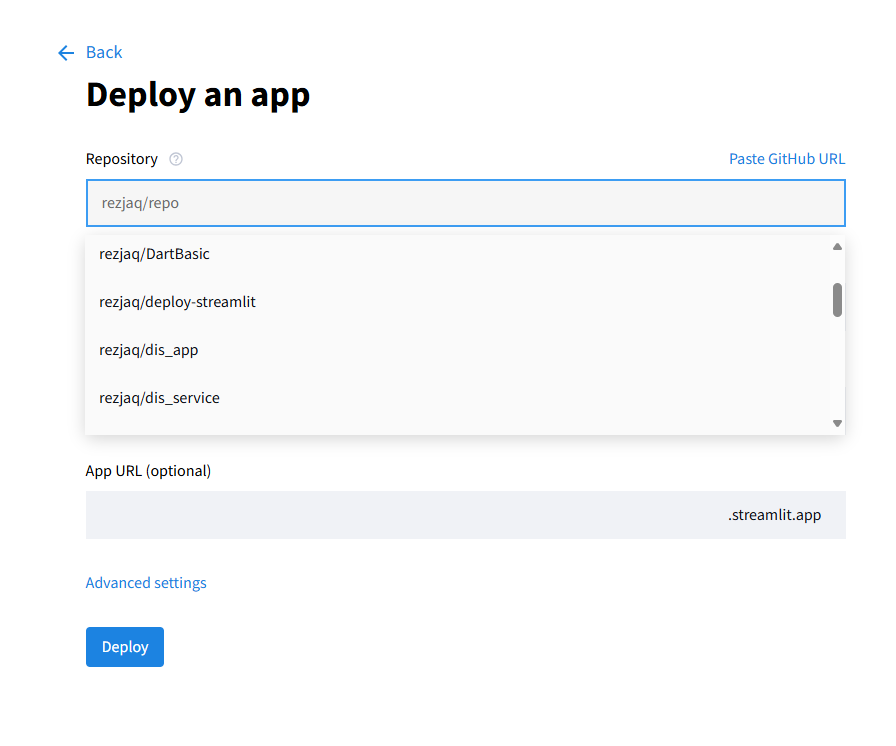 Back
Deploy an app
Repository Paste GitHub URL
rezjaq/repo
rezjaq/DartBasic
rezjaq/deploy-streamlit
rezjaq/dis_app
rezjaq/dis_service
App URL (optional)
.streamlit.app
Advanced settings
Deploy